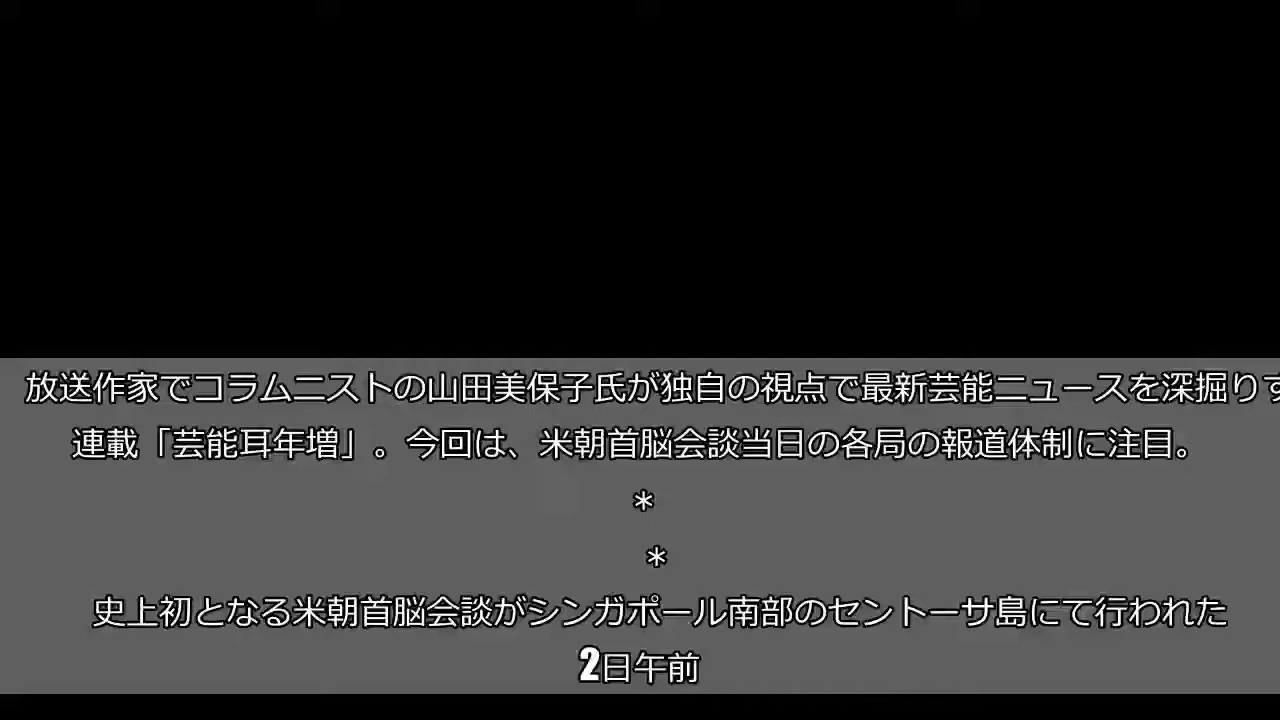 放送作家でコラムニストの山田美保子氏が独自の視点で最新芸能ニュースを深掘りす
連載「芸能耳年増」。今回は、米朝首脳会談当日の各局の報道体制に注目。
*
*
史上初となる米朝首脳会談がシンガポール南部のセントーサ島にて行われた
2日午前